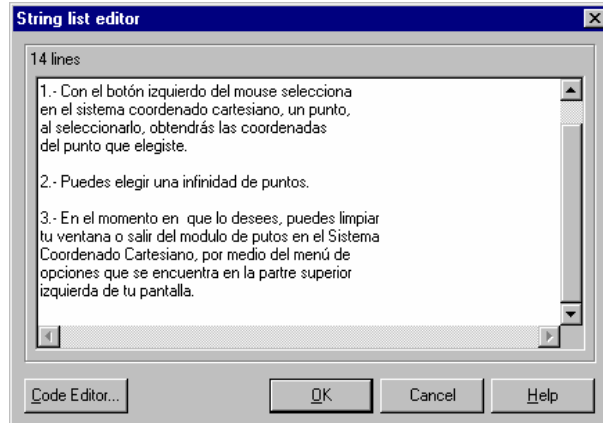 String list editor
14 lines
1.- Con el botón izquierdo del mouse selecciona
en el sistema coordenado cartesiano, un punto,
al seleccionarlo, obtendrás las coordenadas
del punto que elegiste.
2.- Puedes elegir una infinidad de puntos.
3.- En el momento en  que lo desees, puedes limpiar
tu ventana o salir del modulo de putos en el Sistema
Coordenado Cartesiano, por medio del menú de
opciones que se encuentra en la partre superior
izquierda de tu pantalla.
Code Editor... OK Cancel Help